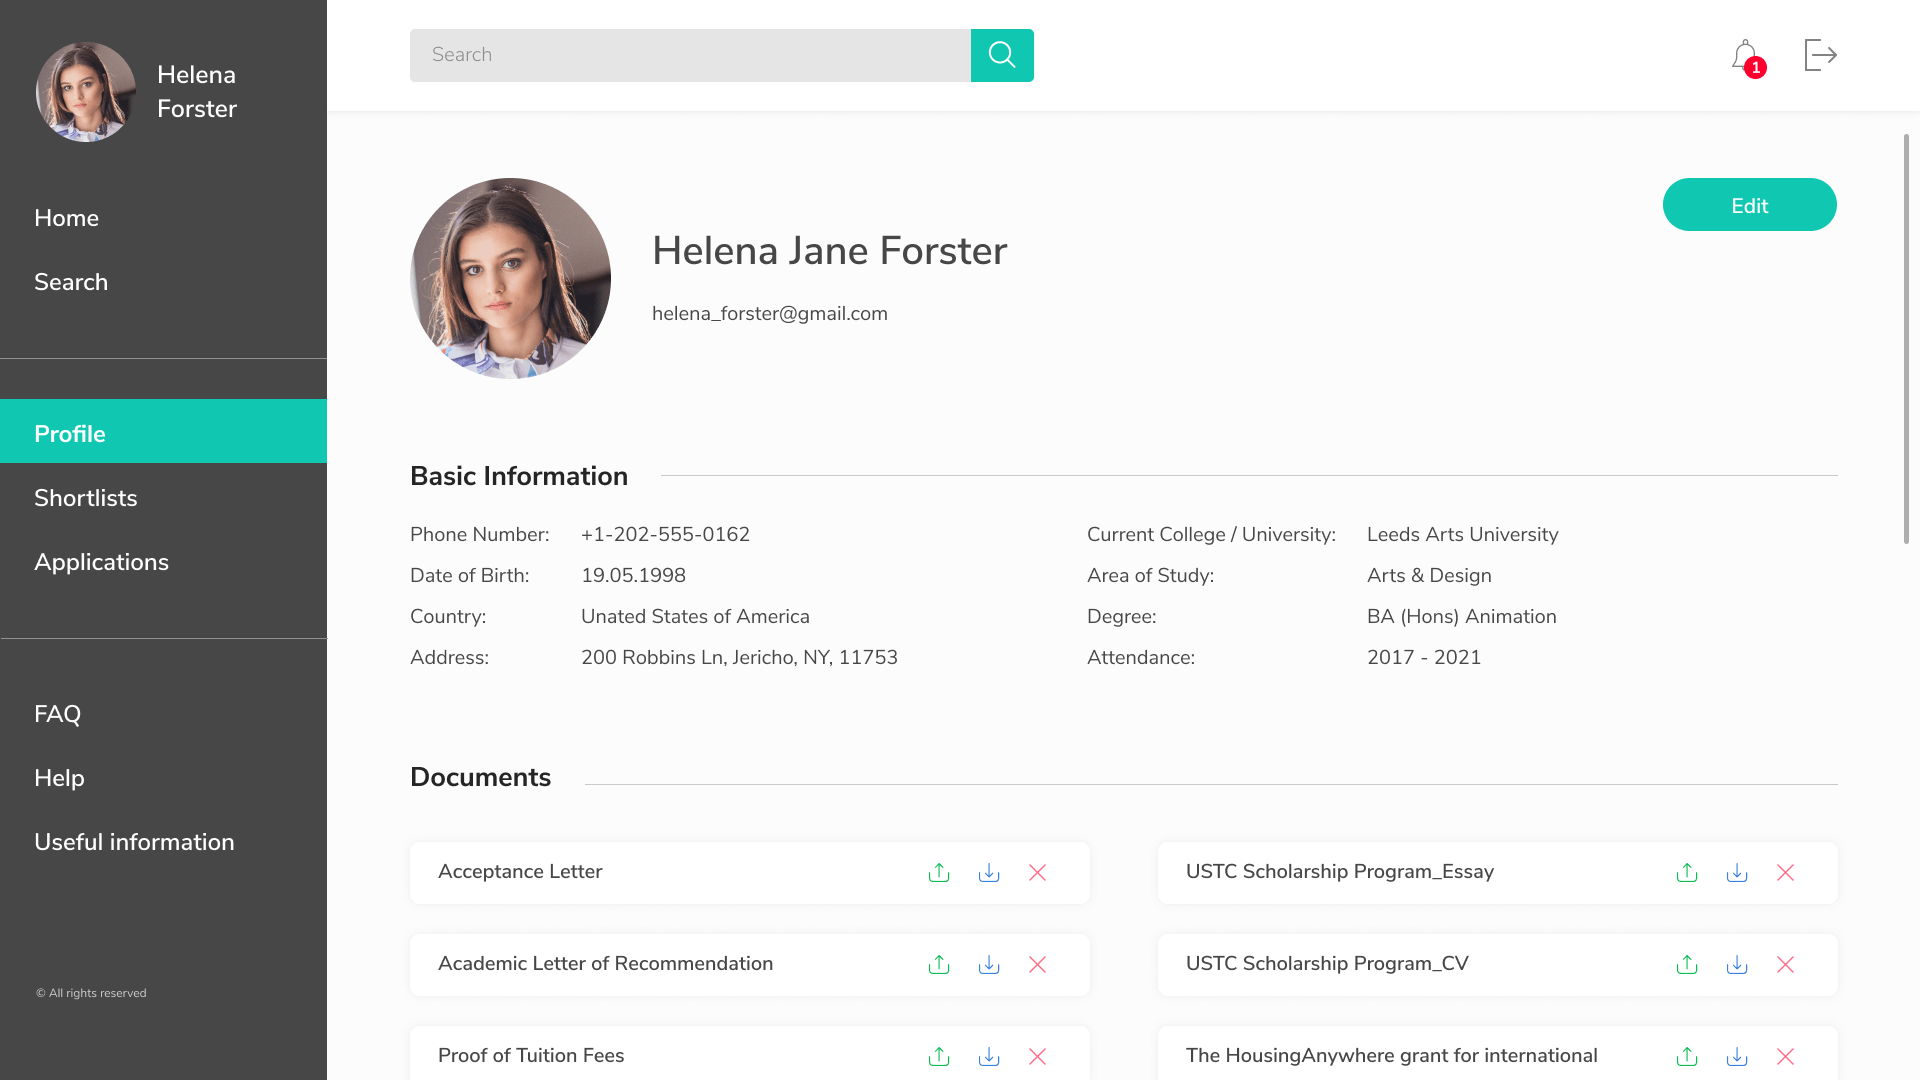 Helena
Forster
Home
Search
Profile
Shortlists
Applications
FAQ
Help
Useful information
© All rights reserved
Search
1
Edit
Helena Jane Forster
helena_forster@gmail.com
Basic Information
Phone Number: +1-202-555-0162
Date of Birth: 19.05.1998
Country: Unated States of America
Address: 200 Robbins Ln, Jericho, NY, 11753
Current College / University: Leeds Arts University
Area of Study: Arts & Design
Degree: BA (Hons) Animation
Attendance: 2017 - 2021
Documents
Acceptance Letter
USTC Scholarship Program_Essay
Academic Letter of Recommendation
USTC Scholarship Program_CV
Proof of Tuition Fees
The HousingAnywhere grant for international